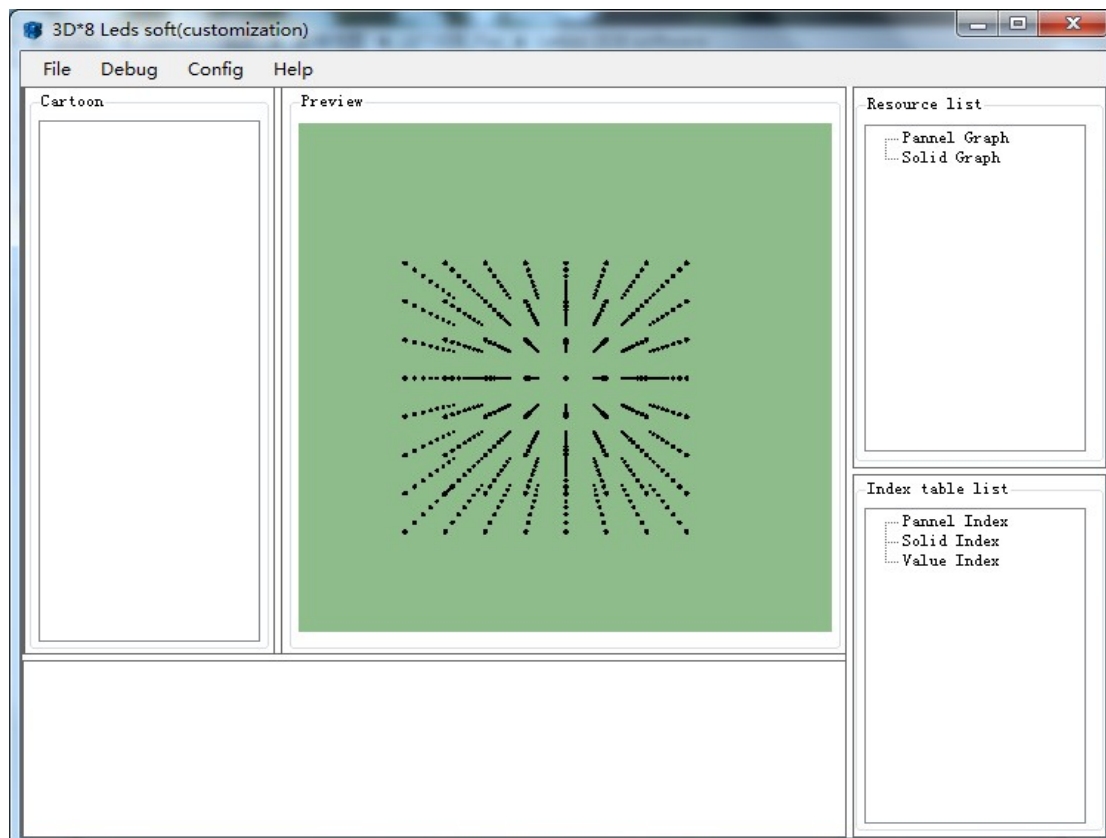 3D*8 Leds soft(customization)
File Debug Config Help
Cartoon
Preview
Resource list
Pannel Graph
Solid Graph
Index table list
Pannel Index
Solid Index
Value Index